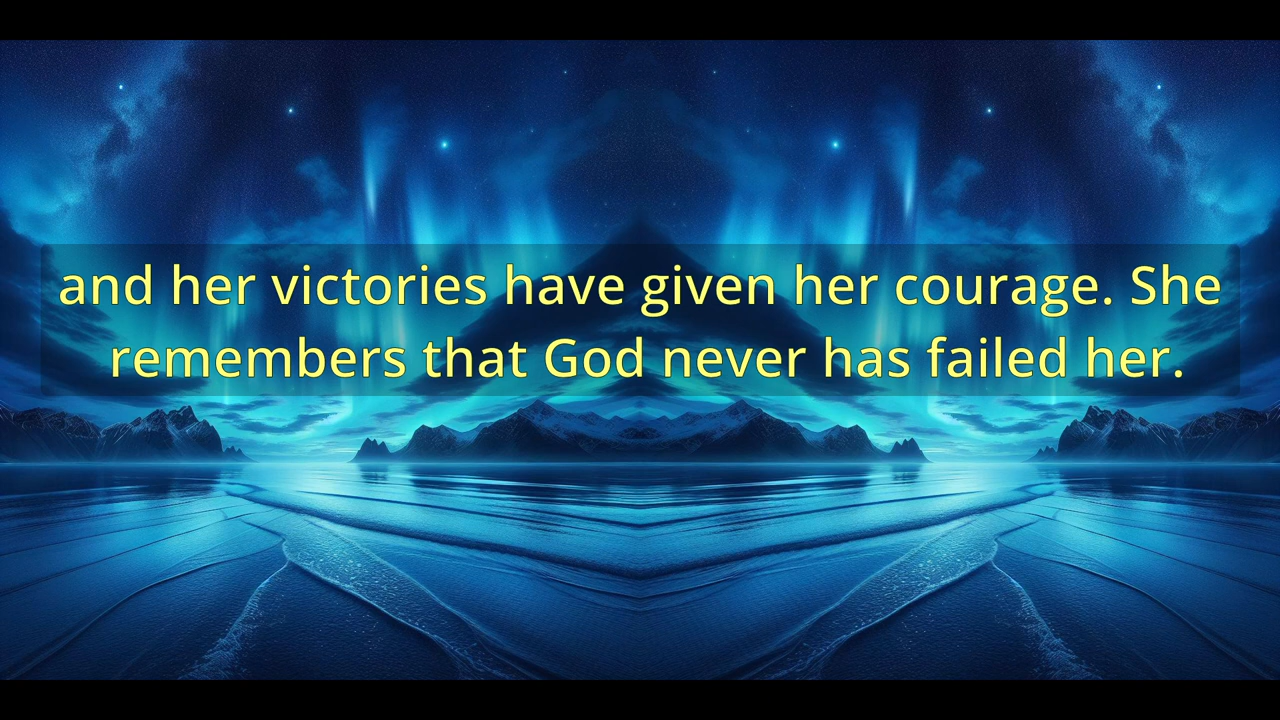 and her victories have given her courage. She
remembers that God never has failed her.